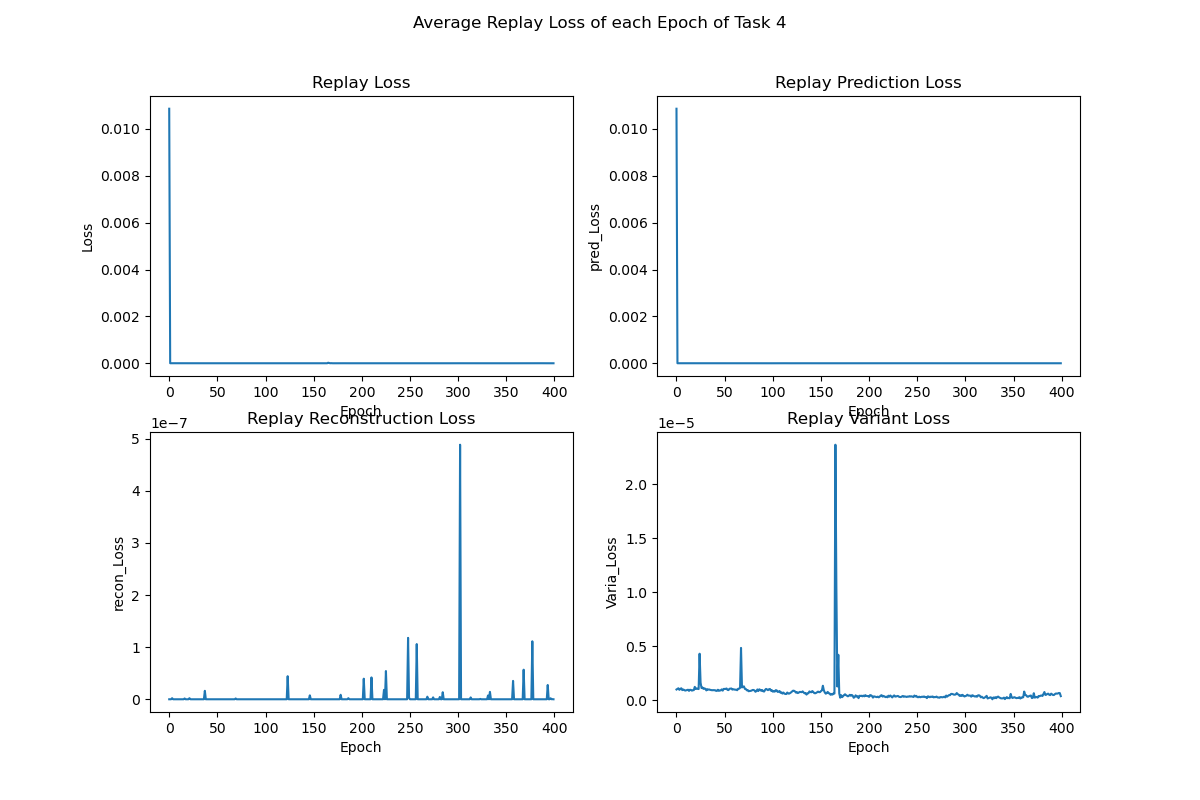 Average Replay Loss of each Epoch of Task 4
Replay Loss
0.010
0.008
0.006
0.004
0.002
0.000
Loss
0 50 100 150 200 250 300 350 400
Epoch
Replay Prediction Loss
0.010
0.008
0.006
0.004
0.002
0.000
pred_Loss
0 50 100 150 200 250 300 350 400
Epoch
Replay Reconstruction Loss
1e−7
5
4
3
2
1
0
recon_Loss
0 50 100 150 200 250 300 350 400
Epoch
Replay Variant Loss
1e−5
2.0
1.5
1.0
0.5
0.0
Varia_Loss
0 50 100 150 200 250 300 350 400
Epoch